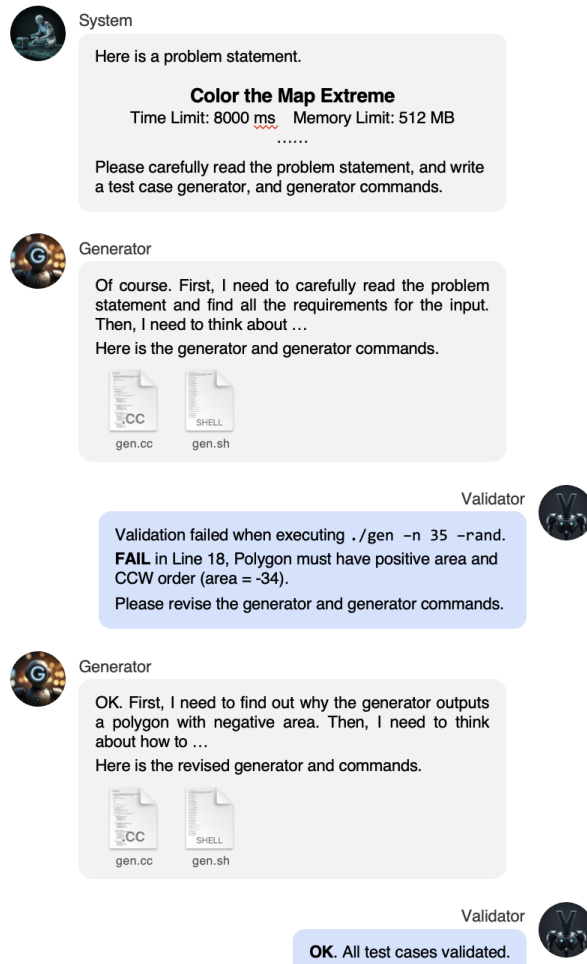 System
Here is a problem statement.
Color the Map Extreme
Time Limit: 8000 ms Memory Limit: 512 MB
......
Please carefully read the problem statement, and write
a test case generator, and generator commands.
Generator
Of course. First, I need to carefully read the problem
statement and find all the requirements for the input.
Then, I need to think about ...
Here is the generator and generator commands.
.CC SHELL
gen.cc gen.sh
Validator
Validation failed when executing ./gen –n 35 –rand.
FAIL in Line 18, Polygon must have positive area and
CCW order (area = -34).
Please revise the generator and generator commands.
Generator
OK. First, I need to find out why the generator outputs
a polygon with negative area. Then, I need to think
about how to ...
Here is the revised generator and commands.
.CC SHELL
gen.cc gen.sh
Validator
OK. All test cases validated.